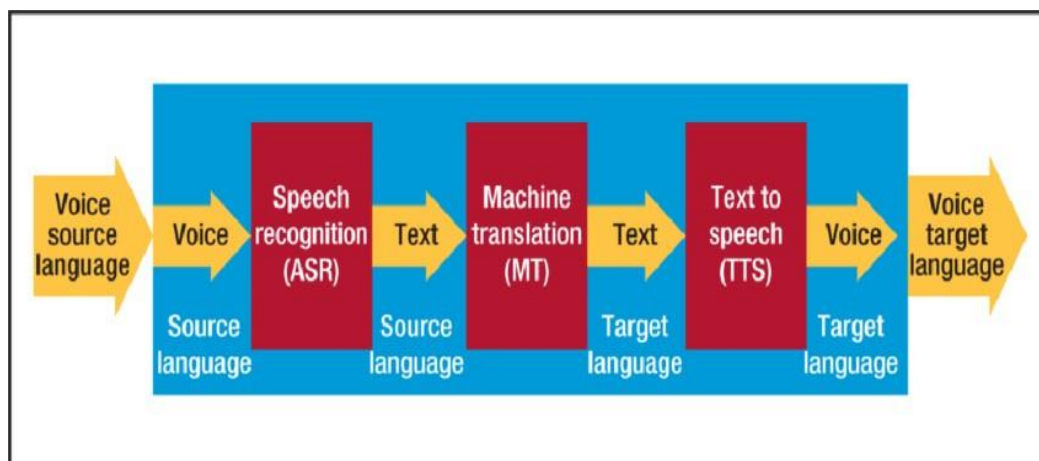 Voice
source
language
Voice
Source
language
Speech
recognition
(ASR)
Text
Source
language
Machine
translation
(MT)
Text
Target
language
Text to
speech
(TTS)
Voice
Target
language
Voice
target
language